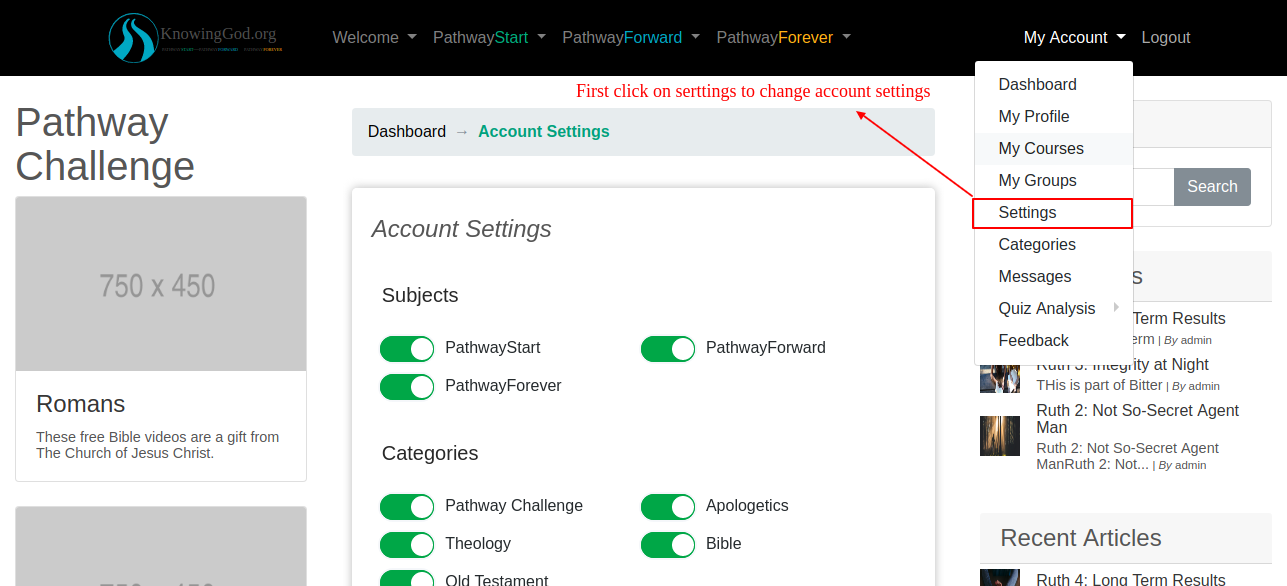 KnowingGod.org
Welcome PathwayStart PathwayForward PathwayForever My Account Logout
First click on serttings to change account settings
Pathway
Challenge
750 x 450
Romans
These free Bible videos are a gift from
The Church of Jesus Christ.
Dashboard → Account Settings
Account Settings
Subjects
PathwayStart PathwayForward
PathwayForever
Categories
Pathway Challenge Apologetics
Theology Bible
Old Testament
Dashboard
My Profile
My Courses
My Groups
Settings
Categories
Messages
Quiz Analysis
Feedback
Search
s
Term Results
erm | By admin
Ruth 3: Integrity at Night
THis is part of Bitter | By admin
Ruth 2: Not So-Secret Agent
Man
Ruth 2: Not So-Secret Agent
ManRuth 2: Not... | By admin
Recent Articles
Ruth 4: Long Term Results